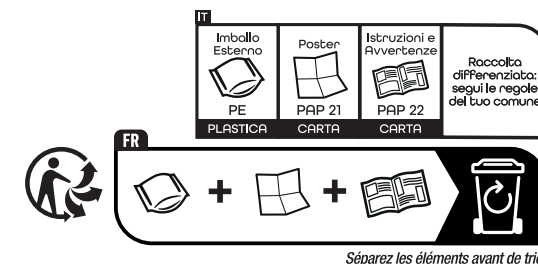 IT
Imballo
Esterno
PE
PLASTICA
Poster
PAP 21
CARTA
Istruzioni e
Avvertenze
PAP 22
CARTA
Raccolta
differenziata:
segui le regole
del tuo comune
FR
Séparez les éléments avant de